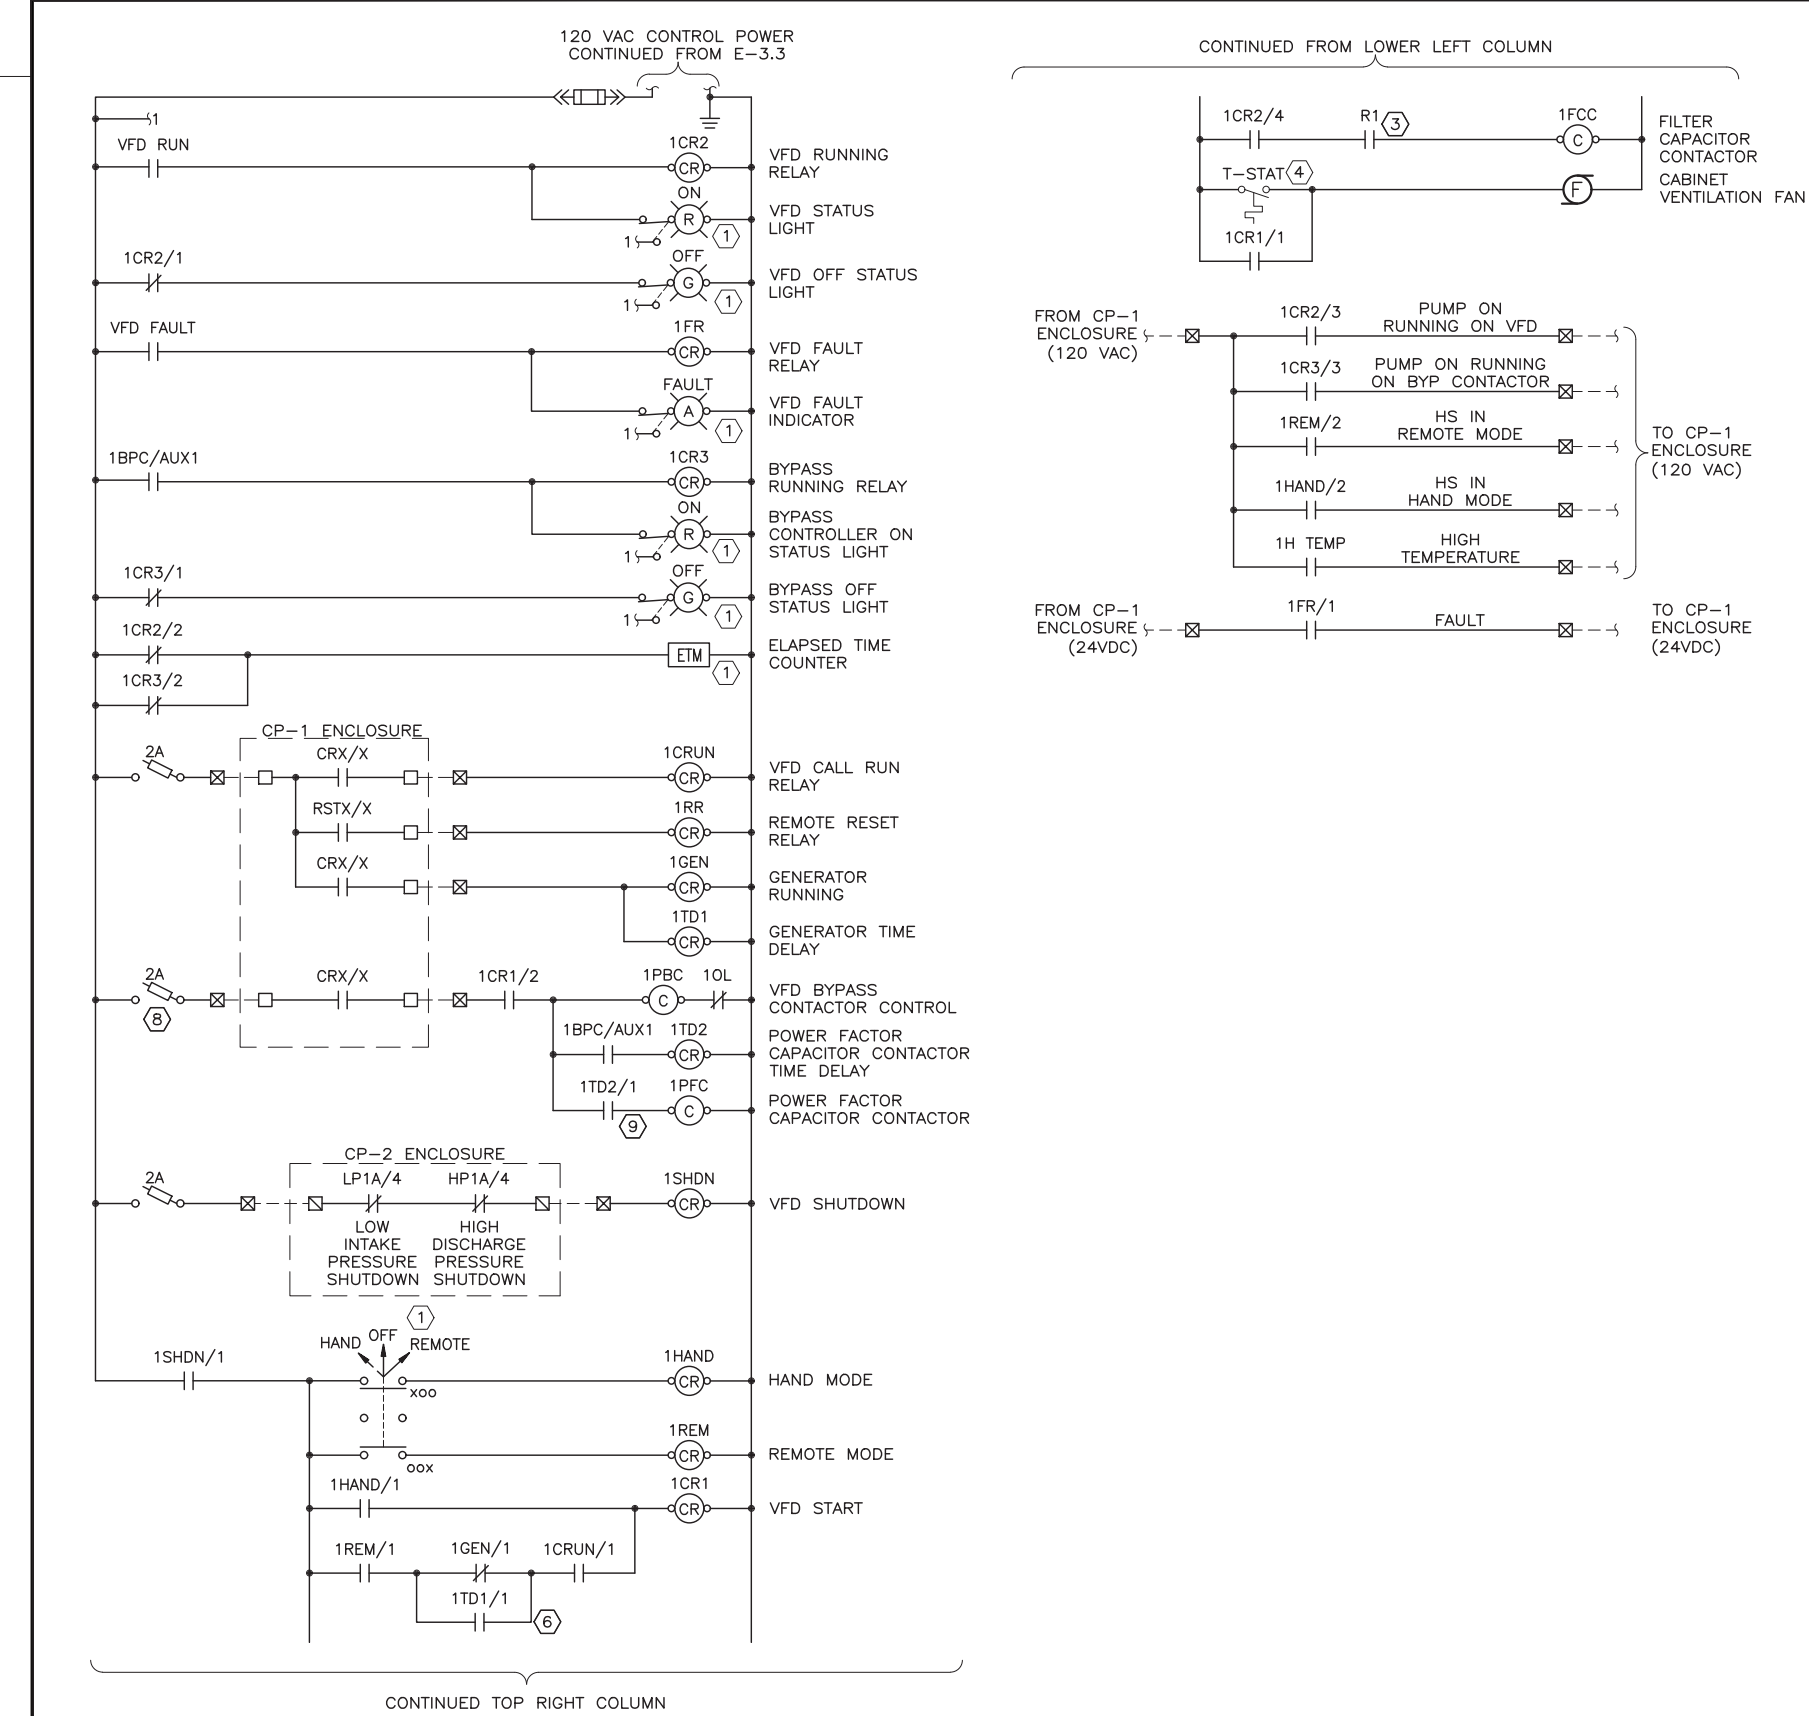 120 VAC CONTROL POWER
CONTINUED FROM E-3.3
1
VFD RUN
1CR2
CR
VFD RUNNING
RELAY
ON
R
1
1
VFD STATUS
LIGHT
1CR2/1
OFF
G
1
1
VFD OFF STATUS
LIGHT
VFD FAULT
1FR
CR
VFD FAULT
RELAY
FAULT
A
1
1
VFD FAULT
INDICATOR
1BPC/AUX1
1CR3
CR
BYPASS
RUNNING RELAY
ON
R
1
1
BYPASS
CONTROLLER ON
STATUS LIGHT
1CR3/1
OFF
G
1
1
BYPASS OFF
STATUS LIGHT
1CR2/2
ETM
1
ELAPSED TIME
COUNTER
1CR3/2
CP-1 ENCLOSURE
2A
CRX/X
1CRUN
CR
VFD CALL RUN
RELAY
RSTX/X
1RR
CR
REMOTE RESET
RELAY
CRX/X
1GEN
CR
GENERATOR
RUNNING
1TD1
CR
GENERATOR TIME
DELAY
2A
8
CRX/X
1CR1/2
1PBC
C
1OL
VFD BYPASS
CONTACTOR CONTROL
1BPC/AUX1
1TD2
CR
POWER FACTOR
CAPACITOR CONTACTOR
TIME DELAY
1TD2/1
9
1PFC
C
POWER FACTOR
CAPACITOR CONTACTOR
CP-2 ENCLOSURE
2A
LP1A/4
HP1A/4
1SHDN
CR
VFD SHUTDOWN
LOW
INTAKE
PRESSURE
SHUTDOWN
HIGH
DISCHARGE
PRESSURE
SHUTDOWN
1
HAND
OFF
REMOTE
1SHDN/1
XOO
1HAND
CR
HAND MODE
OOX
1REM
CR
REMOTE MODE
1HAND/1
1CR1
CR
VFD START
1REM/1
1GEN/1
1CRUN/1
1TD1/1
6
CONTINUED TOP RIGHT COLUMN
CONTINUED FROM LOWER LEFT COLUMN
1CR2/4
R1
3
1FCC
C
FILTER
CAPACITOR
CONTACTOR
T-STAT
4
F
CABINET
VENTILATION FAN
1CR1/1
FROM CP-1
ENCLOSURE
(120 VAC)
1CR2/3
PUMP ON
RUNNING ON VFD
1CR3/3
PUMP ON RUNNING
ON BYP CONTACTOR
1REM/2
HS IN
REMOTE MODE
1HAND/2
HS IN
HAND MODE
1H TEMP
HIGH
TEMPERATURE
TO CP-1
ENCLOSURE
(120 VAC)
FROM CP-1
ENCLOSURE
(24VDC)
1FR/1
FAULT
TO CP-1
ENCLOSURE
(24VDC)